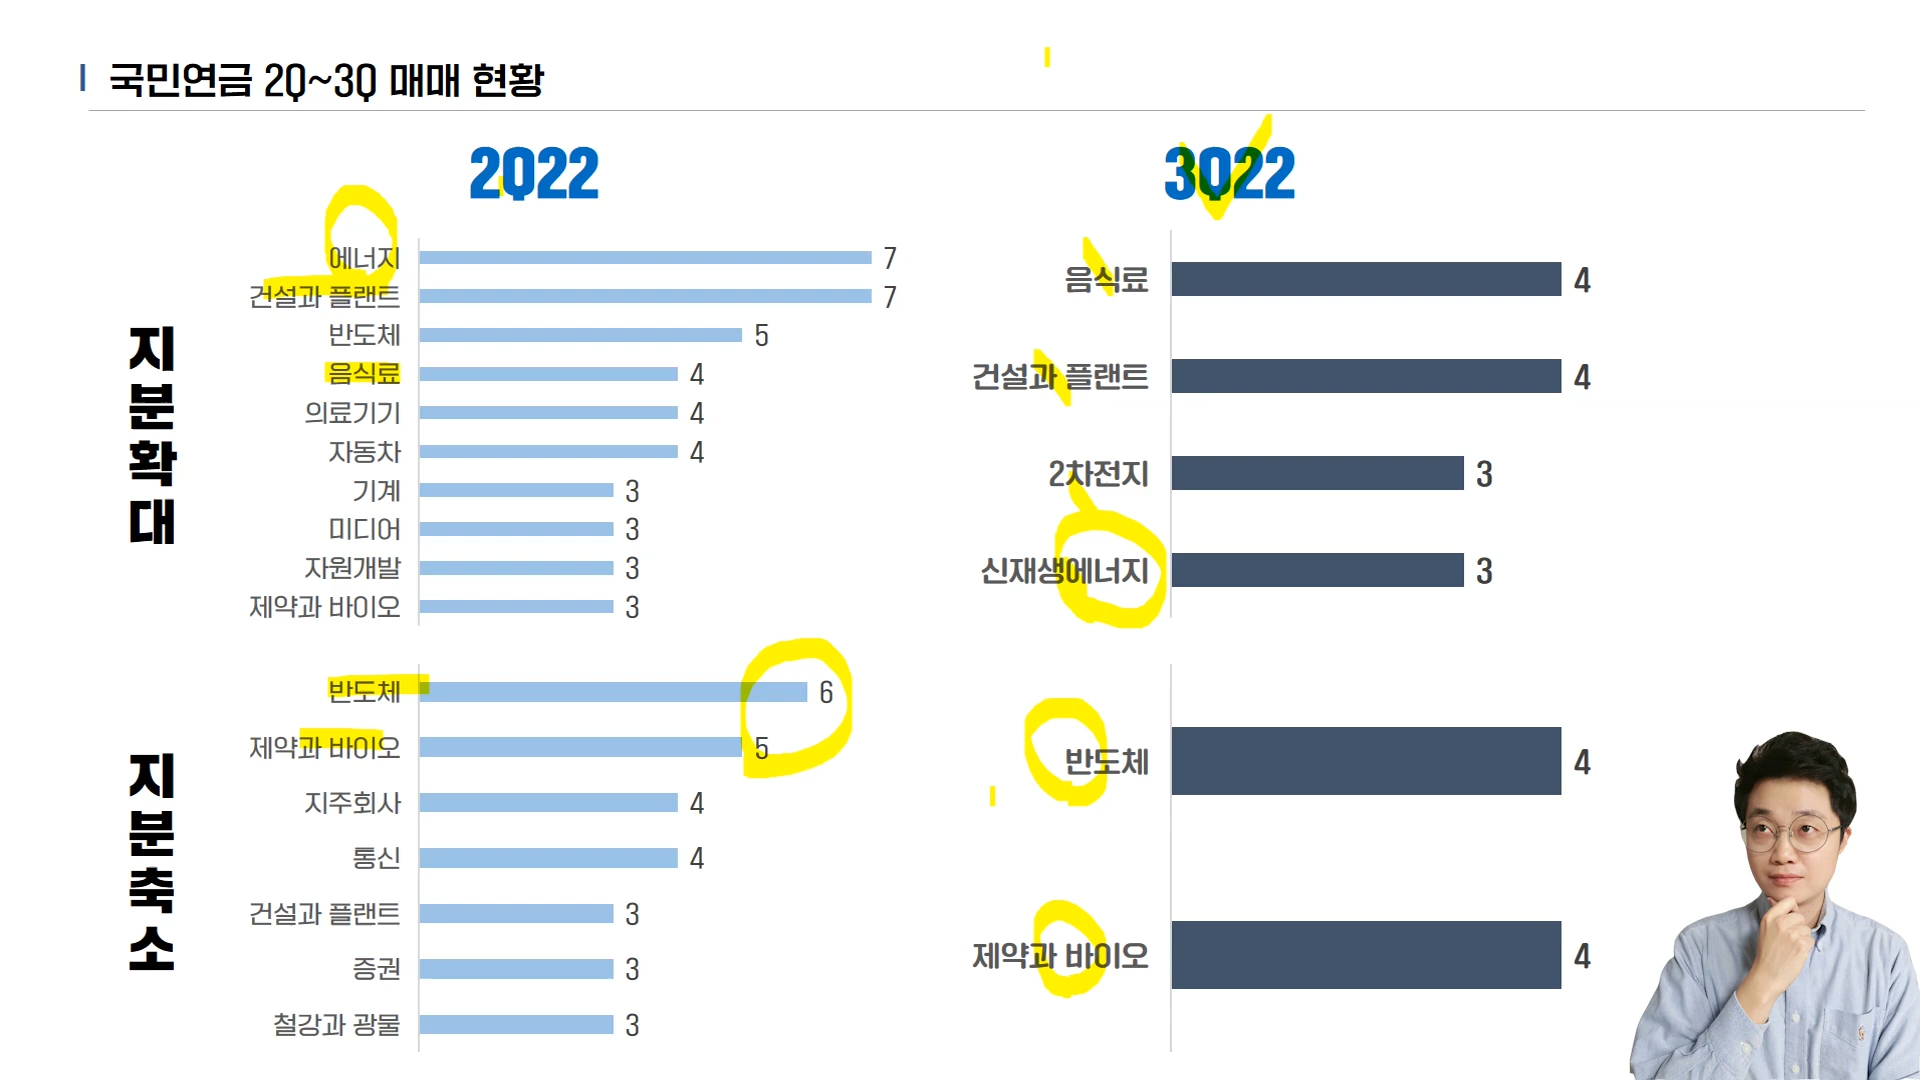 국민연금 2Q~3Q 매매 현황
2Q22
3Q22
지분확대
에너지 7
건설과 플랜트 7
반도체 5
음식료 4
의료기기 4
자동차 4
기계 3
미디어 3
자원개발 3
제약과 바이오 3
음식료 4
건설과 플랜트 4
2차전지 3
신재생에너지 3
지분축소
반도체 6
제약과 바이오 5
지주회사 4
통신 4
건설과 플랜트 3
증권 3
철강과 광물 3
반도체 4
제약과 바이오 4